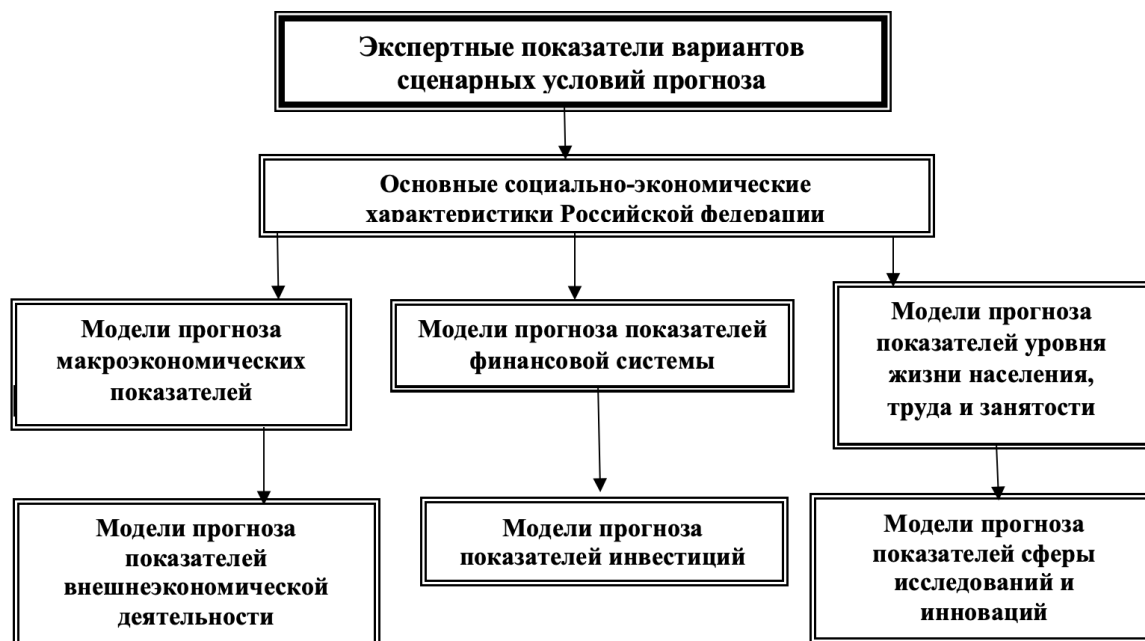 Экспертные показатели вариантов
сценарных условий прогноза
Основные социально-экономические
характеристики Российской федерации
Модели прогноза
макроэкономических
показателей
Модели прогноза показателей
финансовой системы
Модели прогноза
показателей уровня
жизни населения,
труда и занятости
Модели прогноза
показателей
внешнеэкономической
деятельности
Модели прогноза
показателей инвестиций
Модели прогноза
показателей сферы
исследований и
инноваций